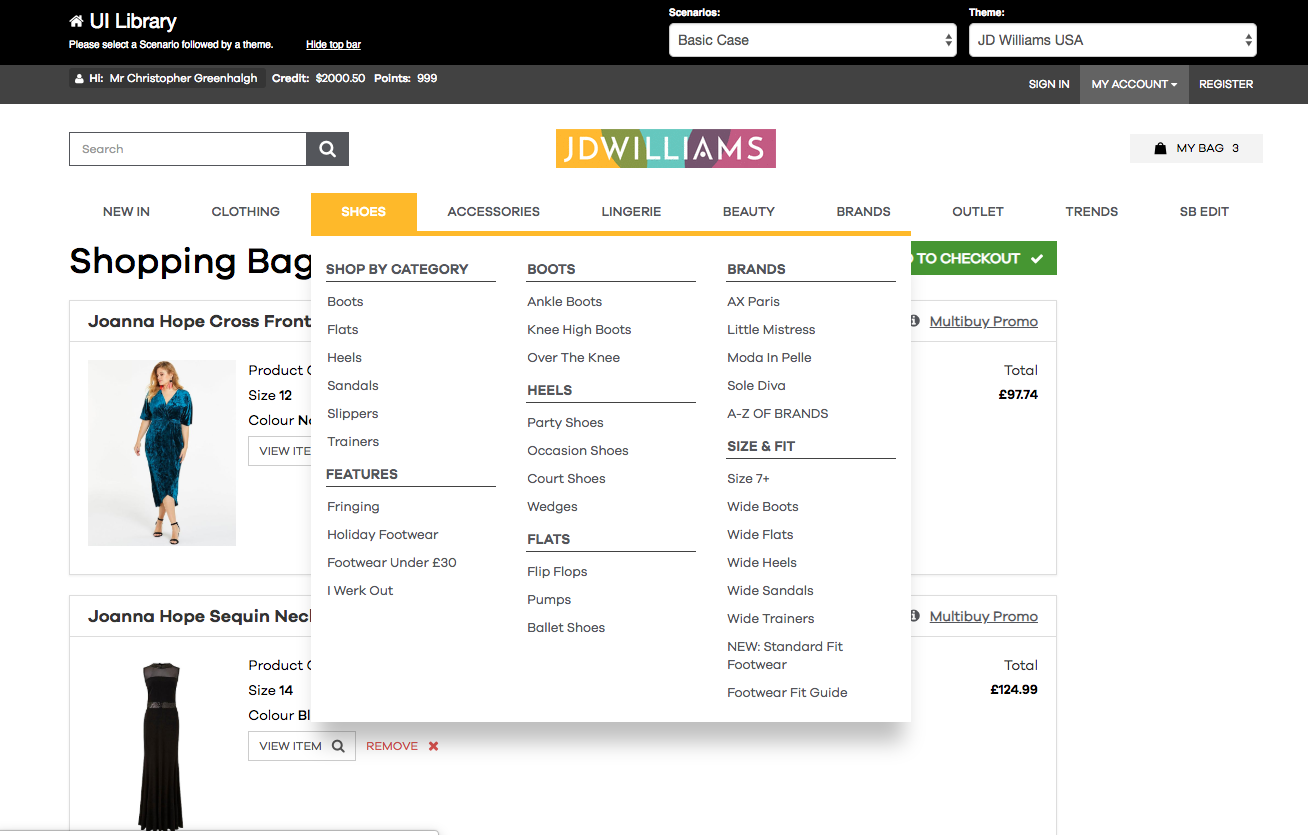 UI Library
Please select a Scenario followed by a theme. Hide top bar
Scenarios:
Basic Case
Theme:
JD Williams USA
Hi: Mr Christopher Greenhalgh Credit: $2000.50 Points: 999
SIGN IN MY ACCOUNT REGISTER
Search
JDWILLIAMS
MY BAG 3
NEW IN CLOTHING SHOES ACCESSORIES LINGERIE BEAUTY BRANDS OUTLET TRENDS SB EDIT
Shopping Bag
TO CHECKOUT
SHOP BY CATEGORY
Boots
Flats
Heels
Sandals
Slippers
Trainers
FEATURES
Fringing
Holiday Footwear
Footwear Under £30
I Werk Out
BOOTS
Ankle Boots
Knee High Boots
Over The Knee
HEELS
Party Shoes
Occasion Shoes
Court Shoes
Wedges
FLATS
Flip Flops
Pumps
Ballet Shoes
BRANDS
AX Paris
Little Mistress
Moda In Pelle
Sole Diva
A-Z OF BRANDS
SIZE & FIT
Size 7+
Wide Boots
Wide Flats
Wide Heels
Wide Sandals
Wide Trainers
NEW: Standard Fit
Footwear
Footwear Fit Guide
Joanna Hope Cross Front
Multibuy Promo
Product
Size 12
Colour
VIEW
Total
£97.74
Joanna Hope Sequin
Multibuy Promo
Product
Size 14
Colour
VIEW ITEM REMOVE
Total
£124.99